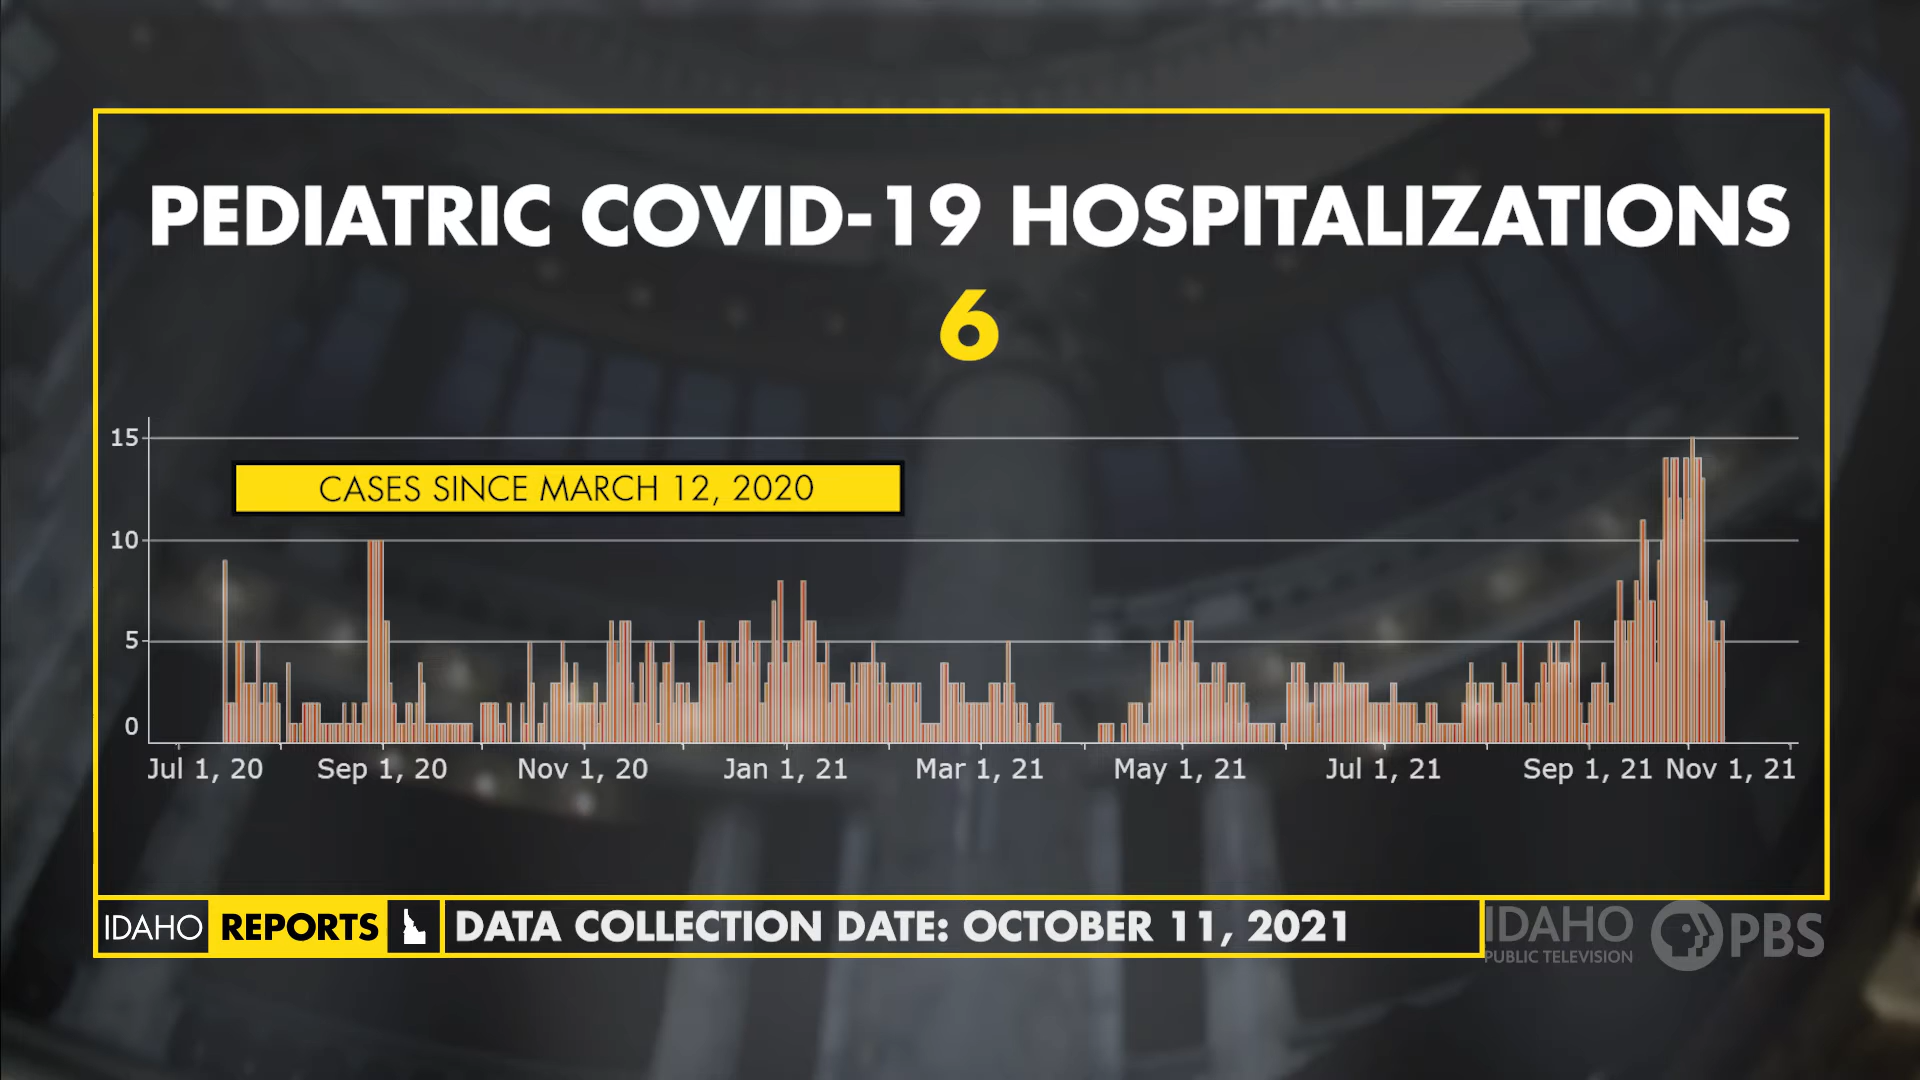 PEDIATRIC COVID-19 HOSPITALIZATIONS
6
15
CASES SINCE MARCH 12, 2020
10
5
0
Jul 1, 20 Sep 1, 20 Nov 1, 20 Jan 1, 21 Mar 1, 21 May 1, 21 Jul 1, 21 Sep 1, 21 Nov 1, 21
IDAHO REPORTS DATA COLLECTION DATE: OCTOBER 11, 2021
IDAHO PBS
PUBLIC TELEVISION